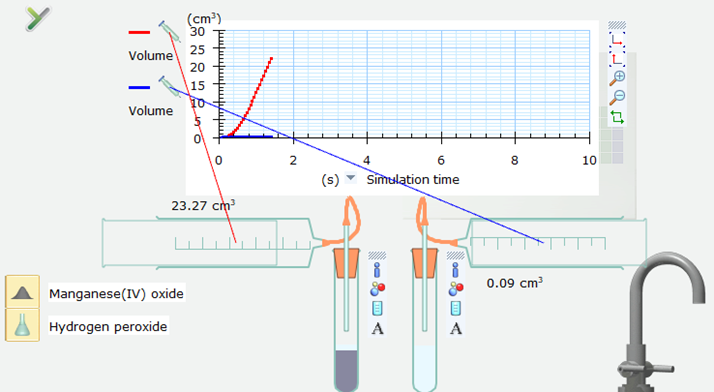 (cm³)
30
25
20
15
10
5
0
Volume
Volume
0 2 4 6 8 10
(s) Simulation time
23.27 cm³
0.09 cm³
Manganese(IV) oxide
Hydrogen peroxide
A A